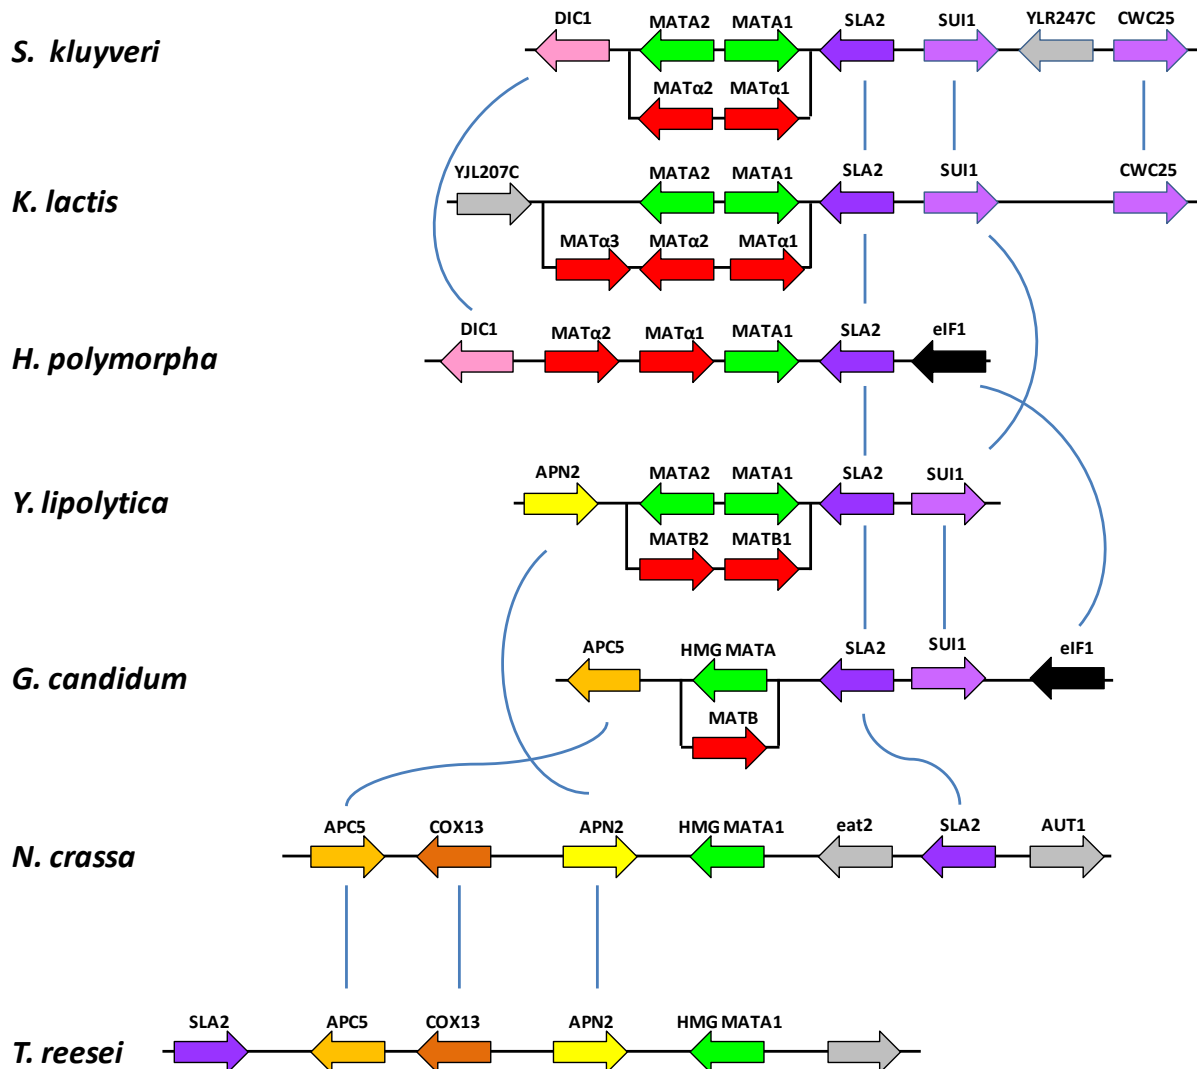 DIC1 MATA2 MATA1 SLA2 SUI1 YLR247C CWC25
S. kluyveri
MATα2 MATα1
YJL207C MATA2 MATA1 SLA2 SUI1 CWC25
K. lactis
MATα3 MATα2 MATα1
DIC1 MATα2 MATα1 MATA1 SLA2 eIF1
H. polymorpha
APN2 MATA2 MATA1 SLA2 SUI1
Y. lipolytica
MATB2 MATB1
APC5 HMG MATA SLA2 SUI1 eIF1
G. candidum
MATB
APC5 COX13 APN2 HMG MATA1 eat2 SLA2 AUT1
N. crassa
SLA2 APC5 COX13 APN2 HMG MATA1
T. reesei